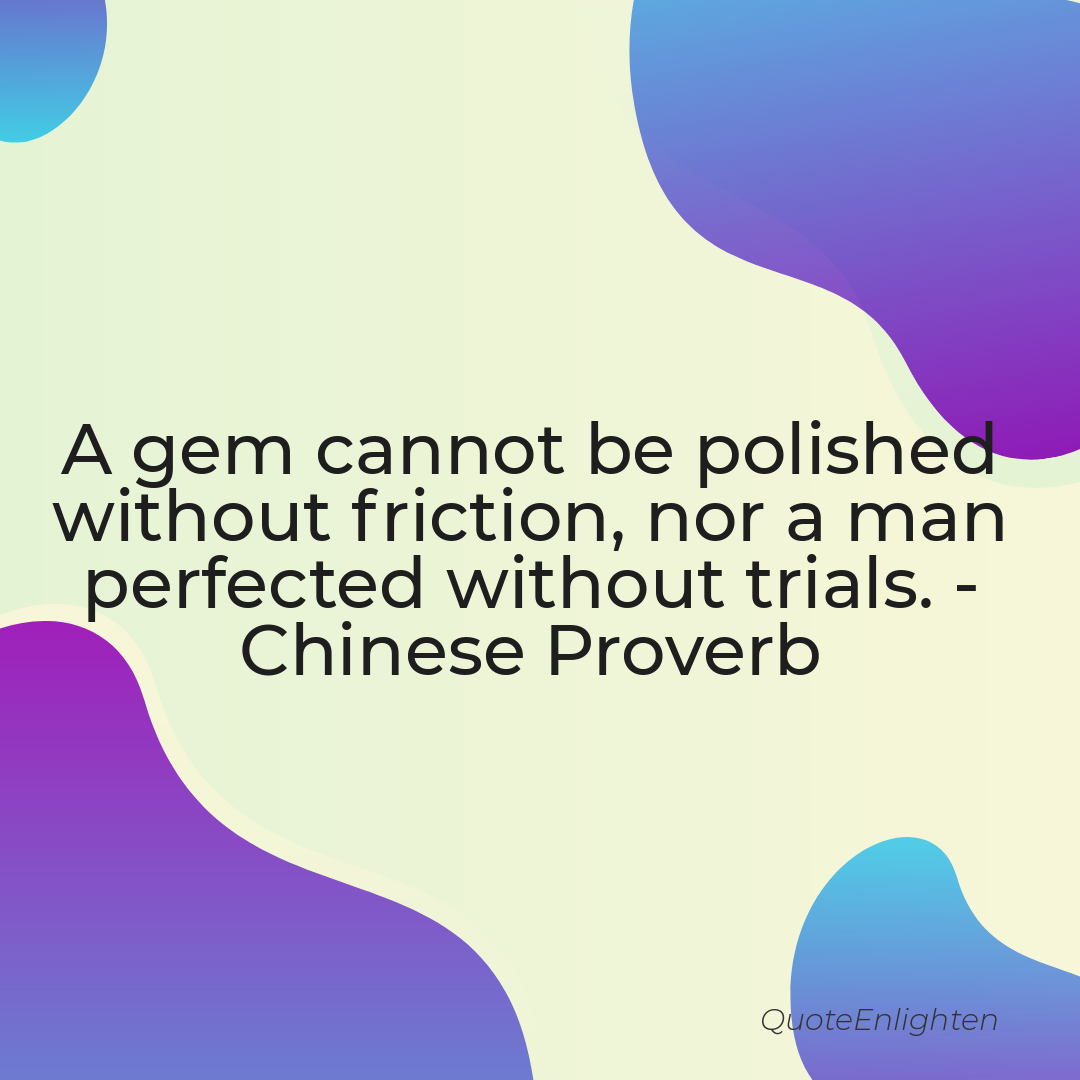 A gem cannot be polished
without friction, nor a man
perfected without trials. -
Chinese Proverb
QuoteEnlighten